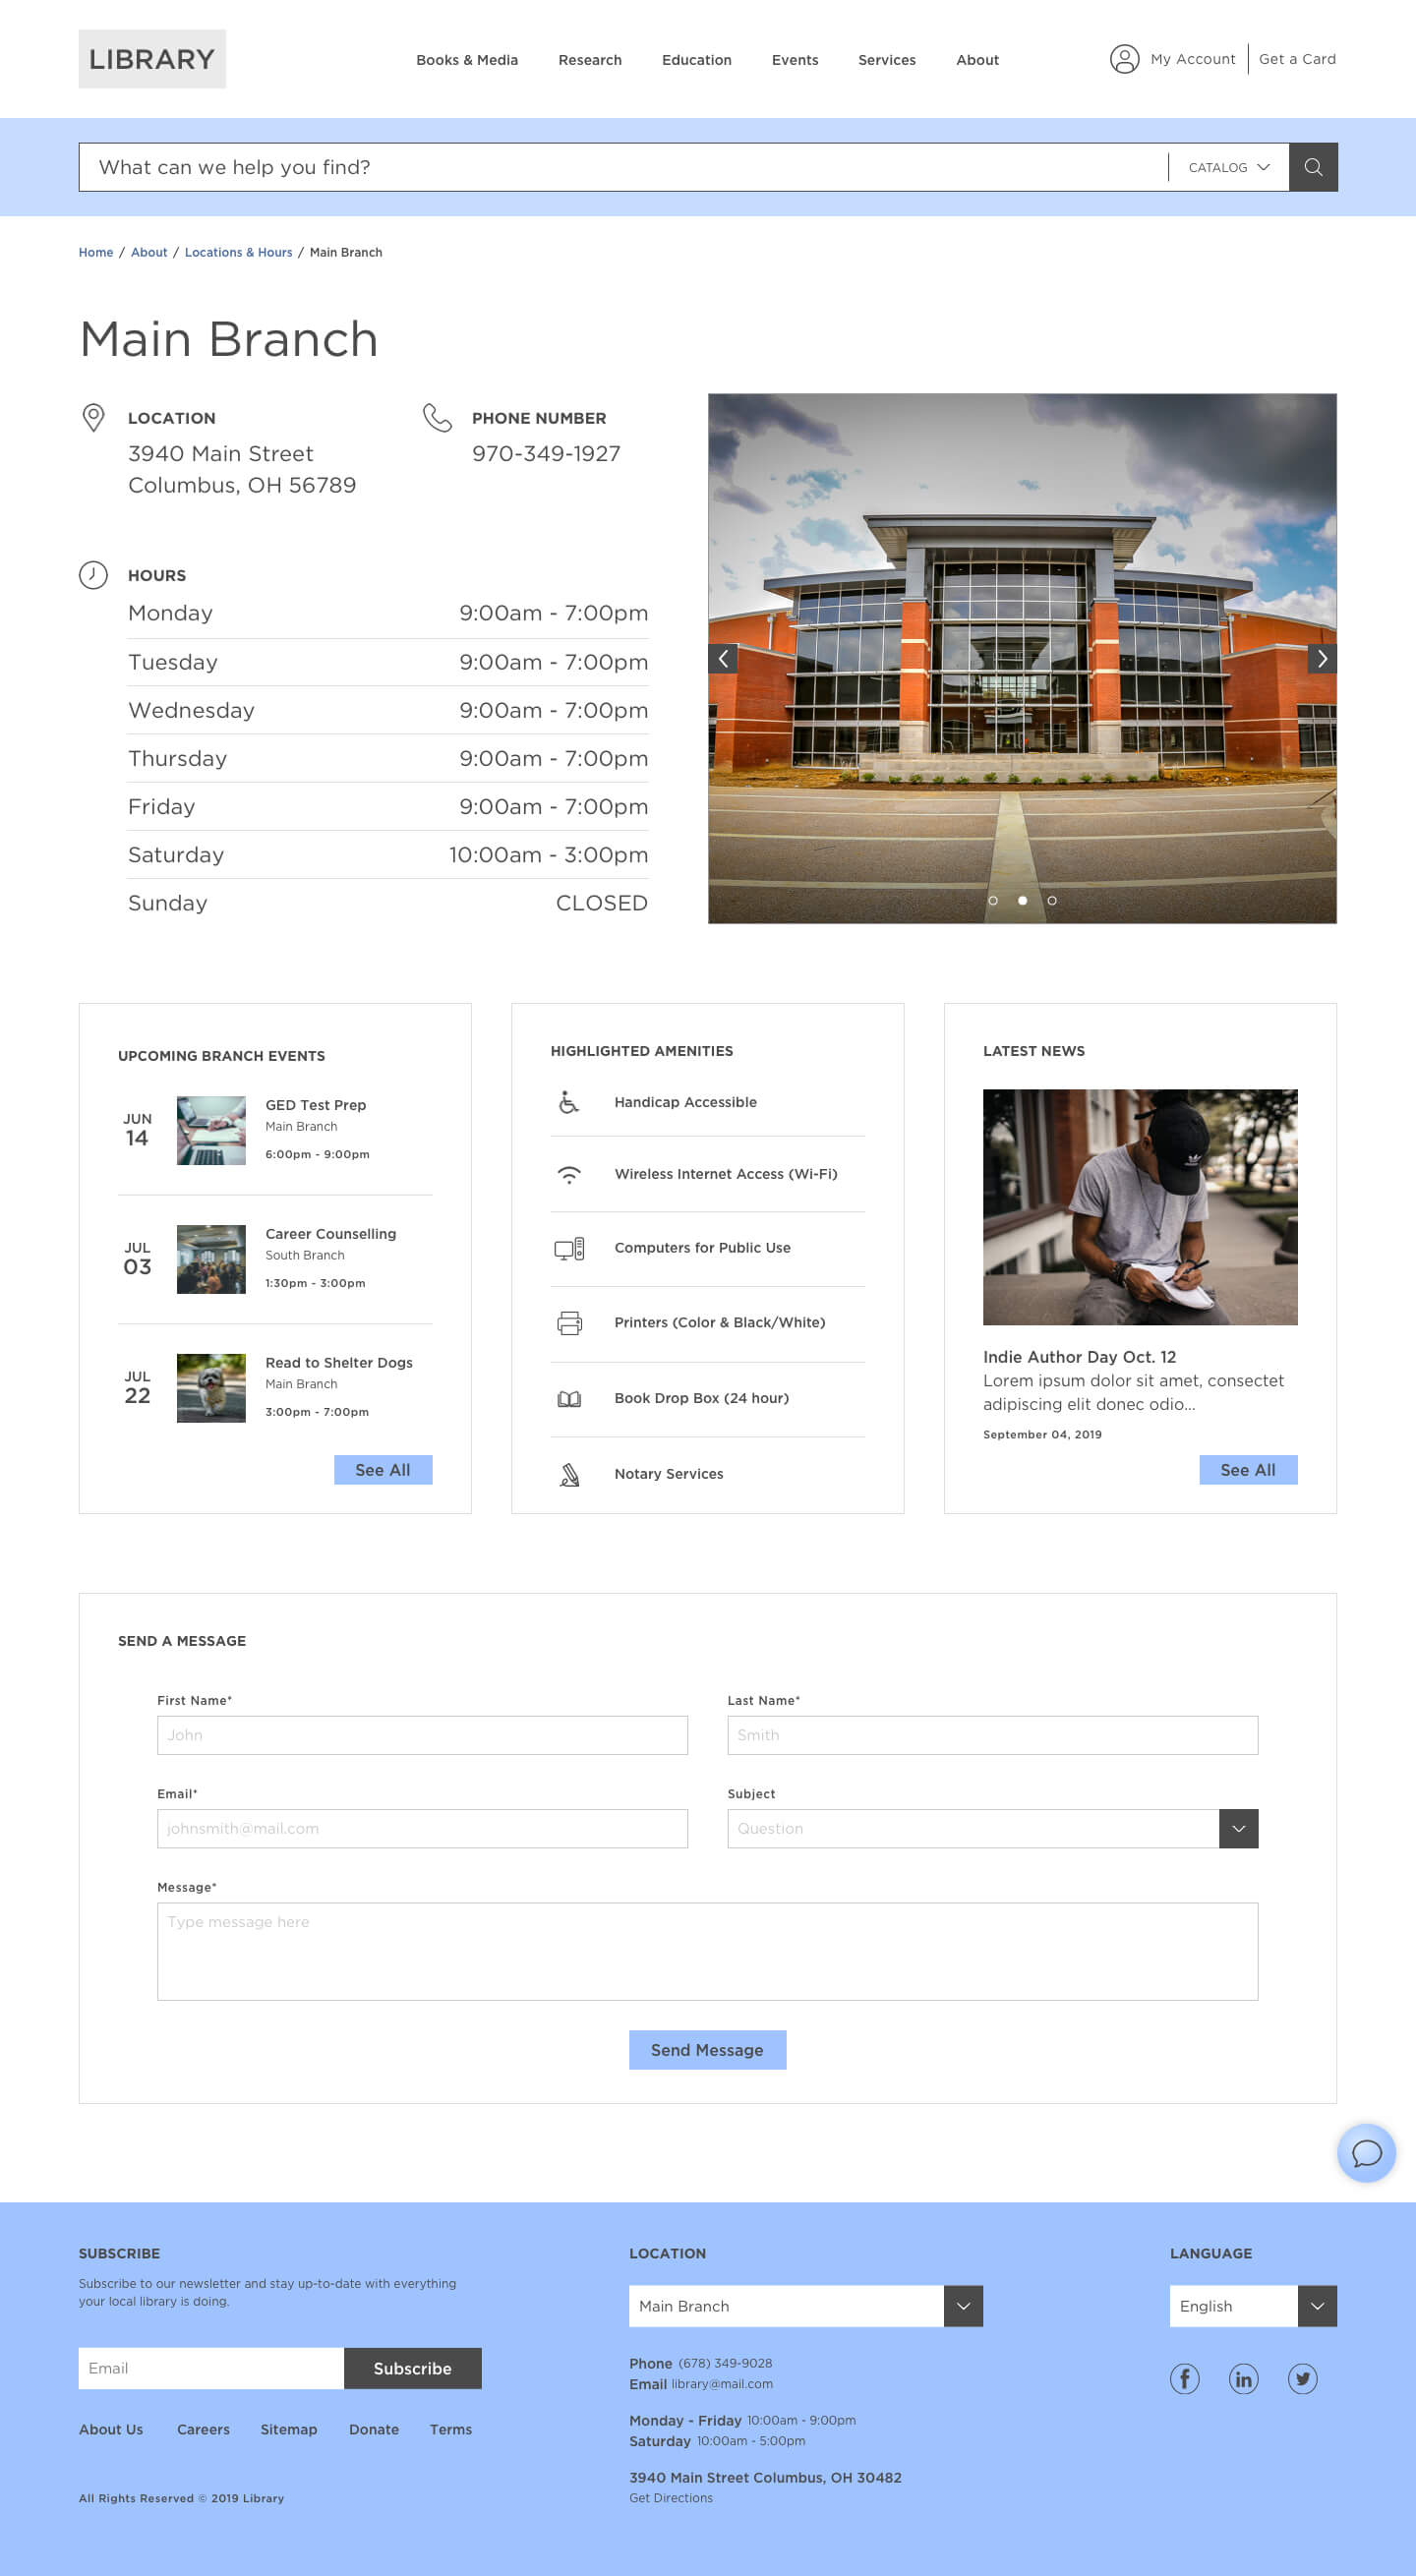 LIBRARY
Books & Media
Research
Education
Events
Services
About
My Account
Get a Card
What can we help you find?
CATALOG
Home / About / Locations & Hours / Main Branch
Main Branch
LOCATION
3940 Main Street
Columbus, OH 56789
PHONE NUMBER
970-349-1927
HOURS
Monday 9:00am - 7:00pm
Tuesday 9:00am - 7:00pm
Wednesday 9:00am - 7:00pm
Thursday 9:00am - 7:00pm
Friday 9:00am - 7:00pm
Saturday 10:00am - 3:00pm
Sunday CLOSED
UPCOMING BRANCH EVENTS
JUN
14
GED Test Prep
Main Branch
6:00pm - 9:00pm
JUL
03
Career Counselling
South Branch
1:30pm - 3:00pm
JUL
22
Read to Shelter Dogs
Main Branch
3:00pm - 7:00pm
See All
HIGHLIGHTED AMENITIES
Handicap Accessible
Wireless Internet Access (Wi-Fi)
Computers for Public Use
Printers (Color & Black/White)
Book Drop Box (24 hour)
Notary Services
LATEST NEWS
Indie Author Day Oct. 12
Lorem ipsum dolor sit amet, consectet
adipiscing elit donec odio...
September 04, 2019
See All
SEND A MESSAGE
First Name*
John
Last Name*
Smith
Email*
johnsmith@mail.com
Subject
Question
Message*
Type message here
Send Message
SUBSCRIBE
Subscribe to our newsletter and stay up-to-date with everything
your local library is doing.
Email
Subscribe
About Us
Careers
Sitemap
Donate
Terms
All Rights Reserved © 2019 Library
LOCATION
Main Branch
Phone (678) 349-9028
Email library@mail.com
Monday - Friday 10:00am - 9:00pm
Saturday 10:00am - 5:00pm
3940 Main Street Columbus, OH 30482
Get Directions
LANGUAGE
English
f
in